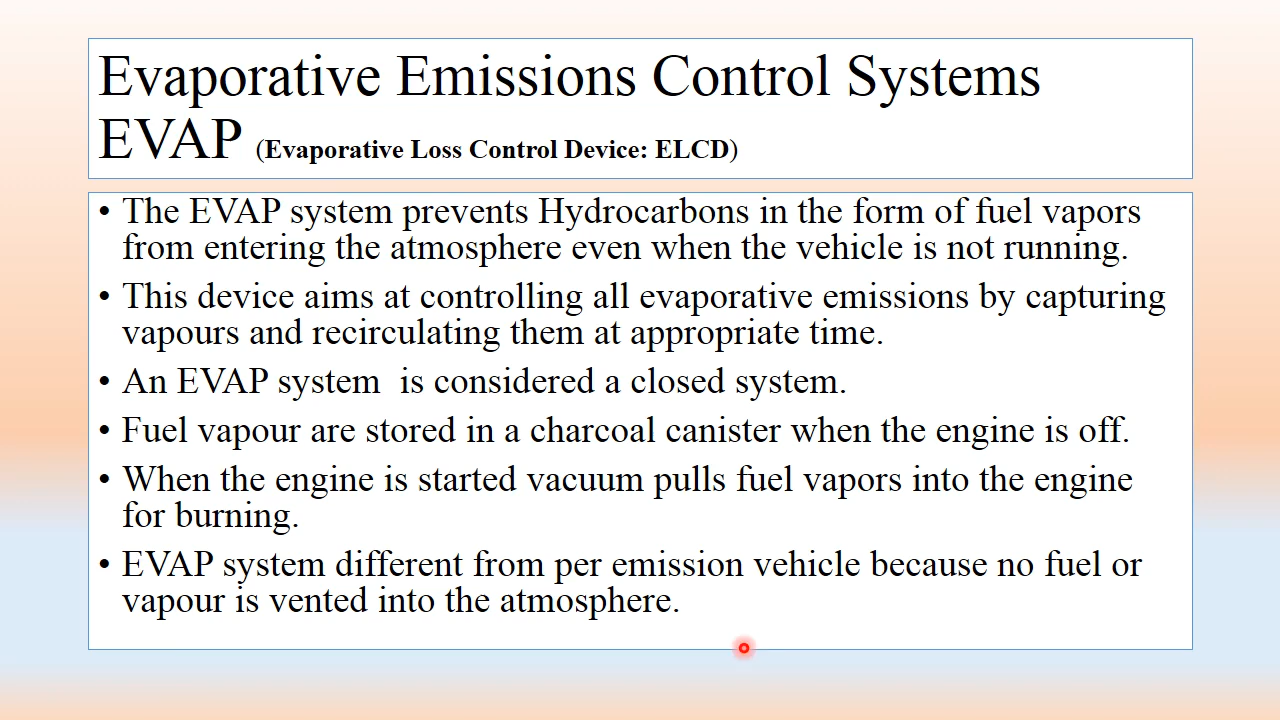 Evaporative Emissions Control Systems
EVAP (Evaporative Loss Control Device: ELCD)
• The EVAP system prevents Hydrocarbons in the form of fuel vapors
from entering the atmosphere even when the vehicle is not running.
• This device aims at controlling all evaporative emissions by capturing
vapours and recirculating them at appropriate time.
• An EVAP system  is considered a closed system.
• Fuel vapour are stored in a charcoal canister when the engine is off.
• When the engine is started vacuum pulls fuel vapors into the engine
for burning.
• EVAP system different from per emission vehicle because no fuel or
vapour is vented into the atmosphere.